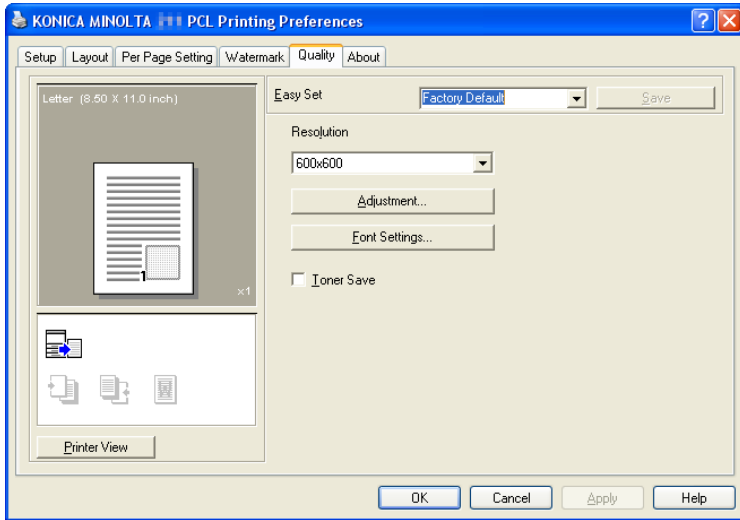 KONICA MINOLTA PCL Printing Preferences
Setup Layout Per Page Setting Watermark Quality About
Letter (8.50 X 11.0 inch)
Easy Set Factory Default Save
Resolution
600x600
Adjustment...
Font Settings...
1
Toner Save
x1
Printer View
OK Cancel Apply Help